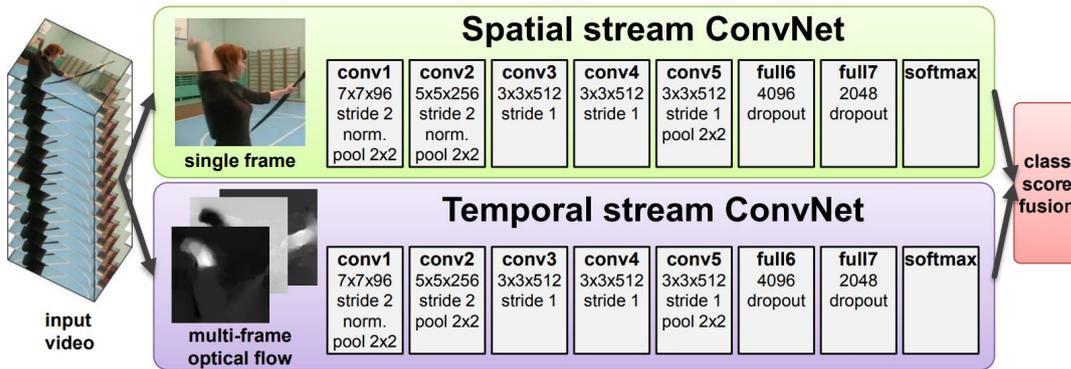 Spatial stream ConvNet
single frame
conv1
7x7x96
stride 2
norm.
pool 2x2
conv2
5x5x256
stride 2
norm.
pool 2x2
conv3
3x3x512
stride 1
conv4
3x3x512
stride 1
conv5
3x3x512
stride 1
pool 2x2
full6
4096
dropout
full7
2048
dropout
softmax
input
video
Temporal stream ConvNet
multi-frame
optical flow
conv1
7x7x96
stride 2
norm.
pool 2x2
conv2
5x5x256
stride 2
pool 2x2
conv3
3x3x512
stride 1
conv4
3x3x512
stride 1
conv5
3x3x512
stride 1
pool 2x2
full6
4096
dropout
full7
2048
dropout
softmax
class
score
fusion